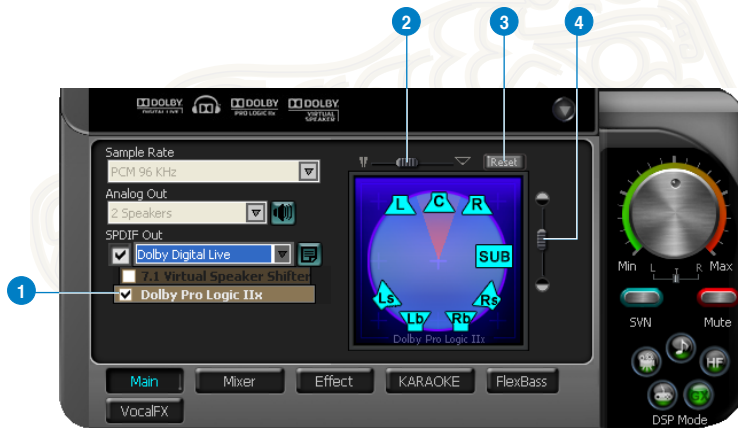 2 3 4
DOLBY DIGITAL LIVE DOLBY PRO LOGIC IIx DOLBY VIRTUAL SPEAKER
Sample Rate
PCM 96 KHz
Analog Out
2 Speakers
SPDIF Out
Dolby Digital Live
7.1 Virtual Speaker Shifter
1
Dolby Pro Logic IIx
Reset
L C R
SUB
Ls Rs
Lb Rb
Dolby Pro Logic IIx
Min L T R Max
SVN Mute
HF
GX
DSP Mode
Main Mixer Effect KARAOKE FlexBass
VocalFX